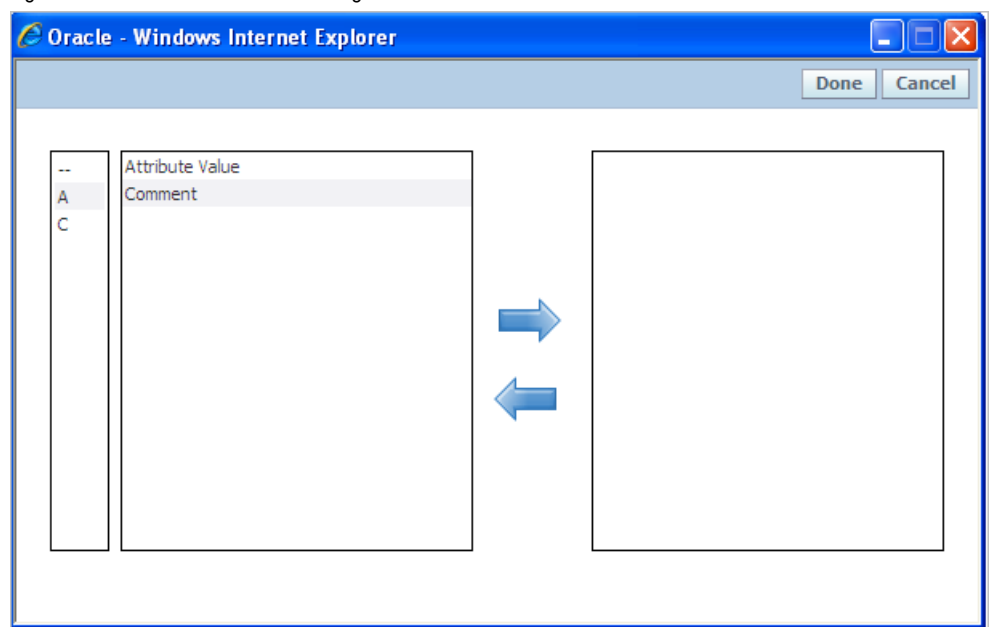 Oracle - Windows Internet Explorer
Done Cancel
-- Attribute Value
A Comment
C